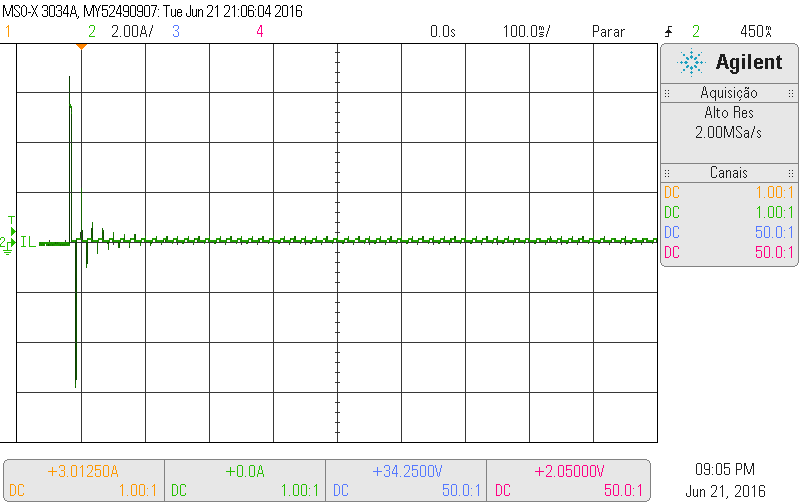 MSO-X 3034A, MY52490907: Tue Jun 21 21:06:04 2016
1 2 2.00A/ 3 4 0.0s 100.0ms/ Parar 2 450%
Agilent
Aquisição
Alto Res
2.00MSa/s
Canais
DC 1.00:1
DC 1.00:1
DC 50.0:1
DC 50.0:1
T
2 IL
+3.01250A +0.0A +34.2500V +2.05000V
DC 1.00:1 DC 1.00:1 DC 50.0:1 DC 50.0:1
09:05 PM
Jun 21, 2016